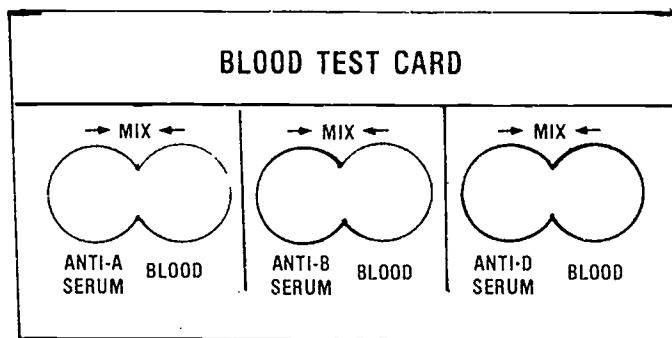 BLOOD TEST CARD
→ MIX ←
ANTI-A BLOOD
SERUM
→ MIX ←
ANTI-B BLOOD
SERUM
→ MIX ←
ANTI-D BLOOD
SERUM